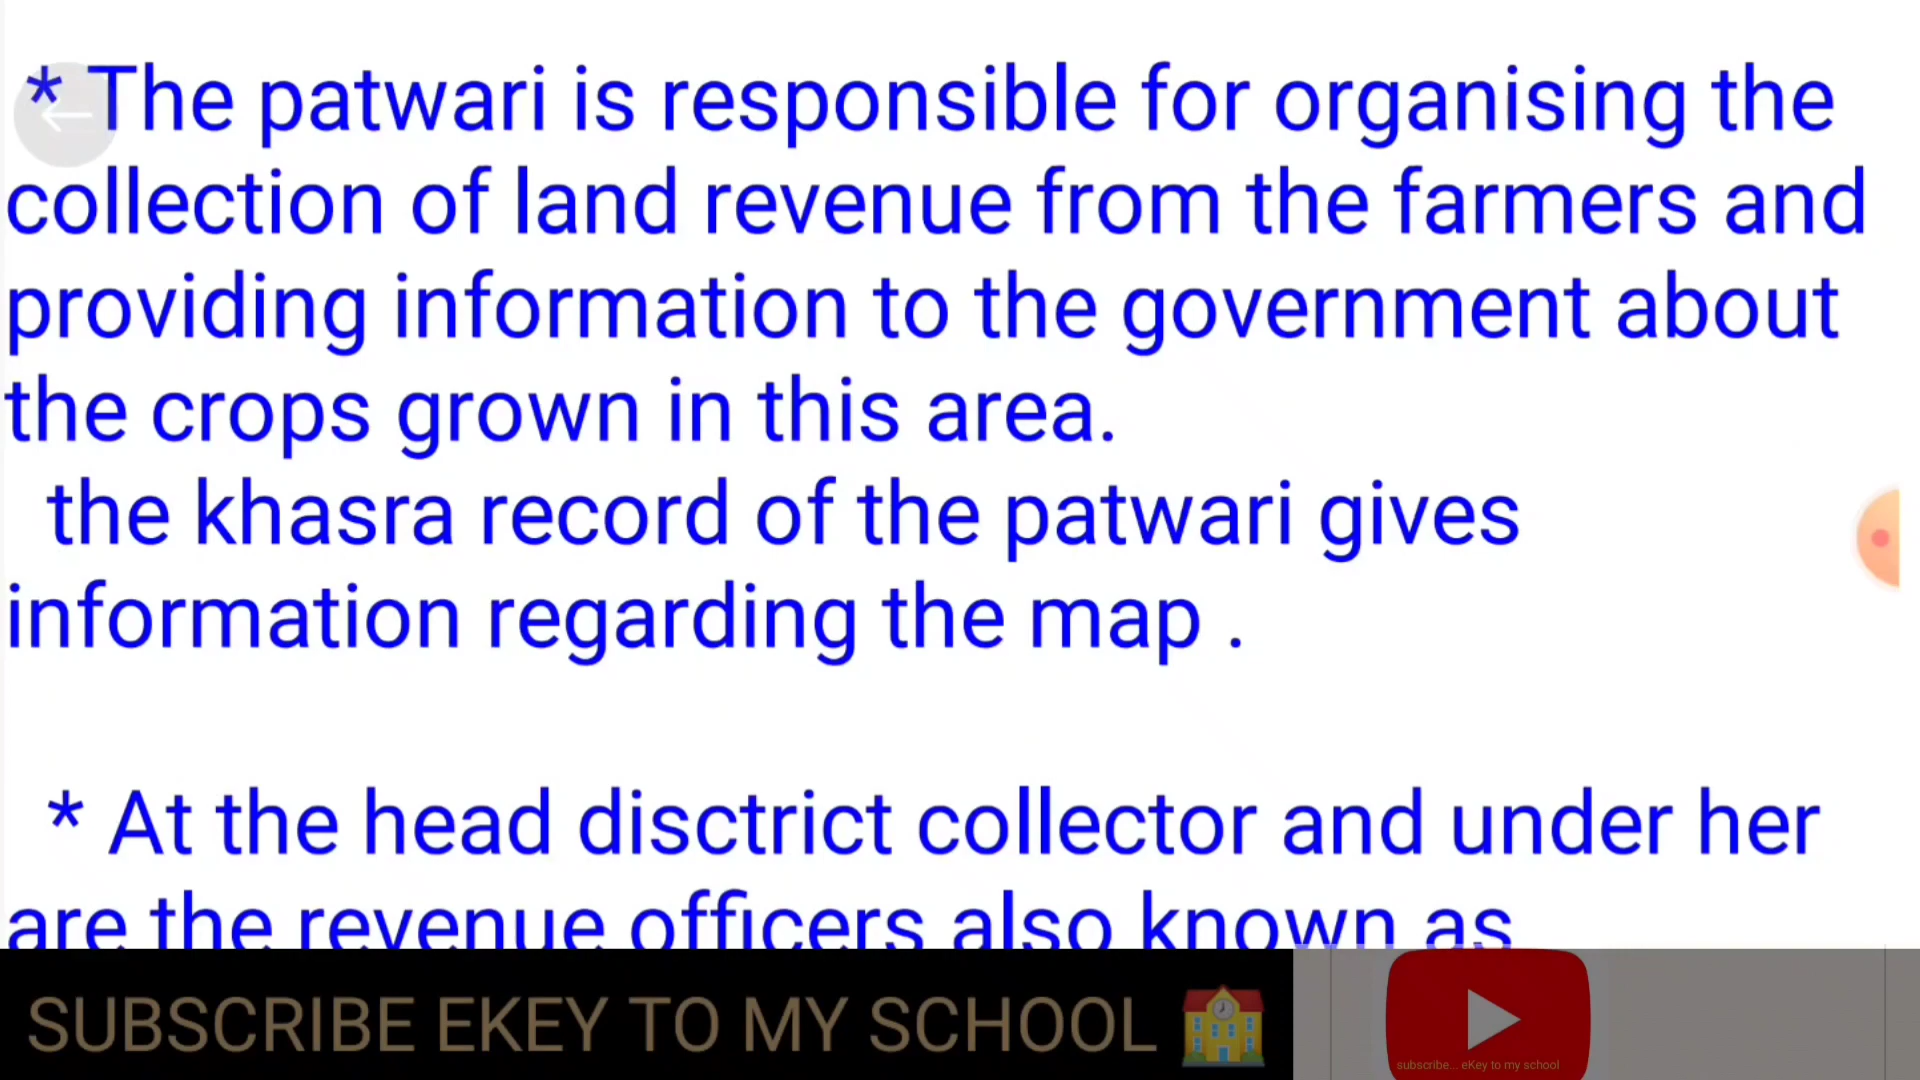 * The patwari is responsible for organising the
collection of land revenue from the farmers and
providing information to the government about
the crops grown in this area.
the khasra record of the patwari gives
information regarding the map .
* At the head disctrict collector and under her
are the revenue officers also known as
SUBSCRIBE EKEY TO MY SCHOOL
subscribe... eKey to my school